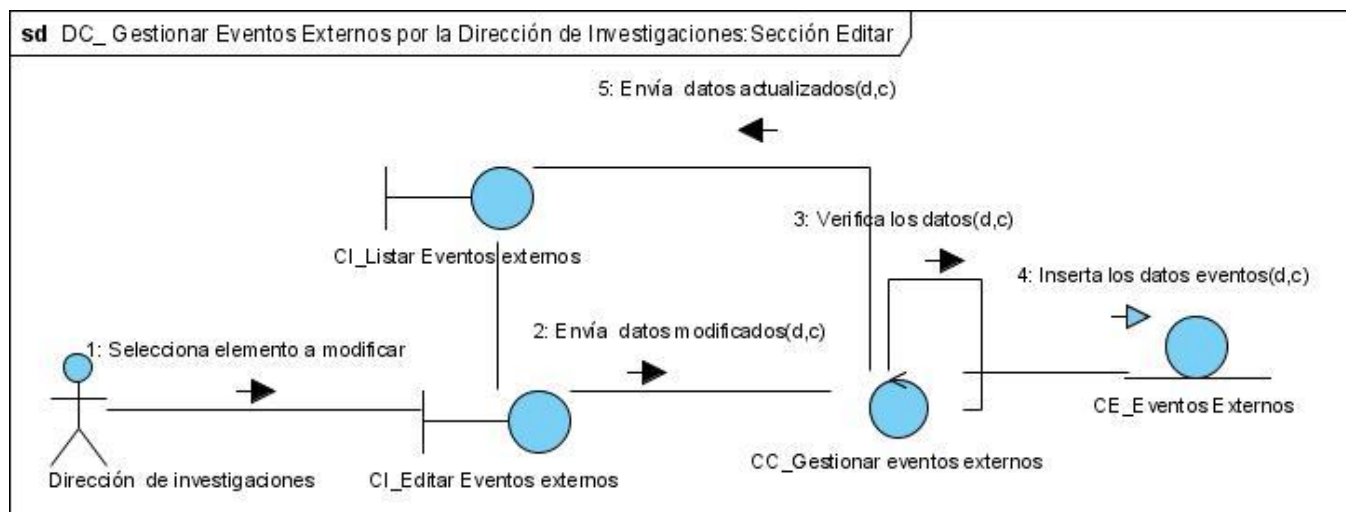 sd DC_ Gestionar Eventos Externos por la Dirección de Investigaciones:Sección Editar
5: Envía datos actualizados(d,c)
3: Verifica los datos(d,c)
CI_Listar Eventos externos
4: Inserta los datos eventos(d,c)
2: Envía datos modificados(d,c)
1: Selecciona elemento a modificar
CE_Eventos Externos
CC_Gestionar eventos externos
Dirección de investigaciones
CI_Editar Eventos externos